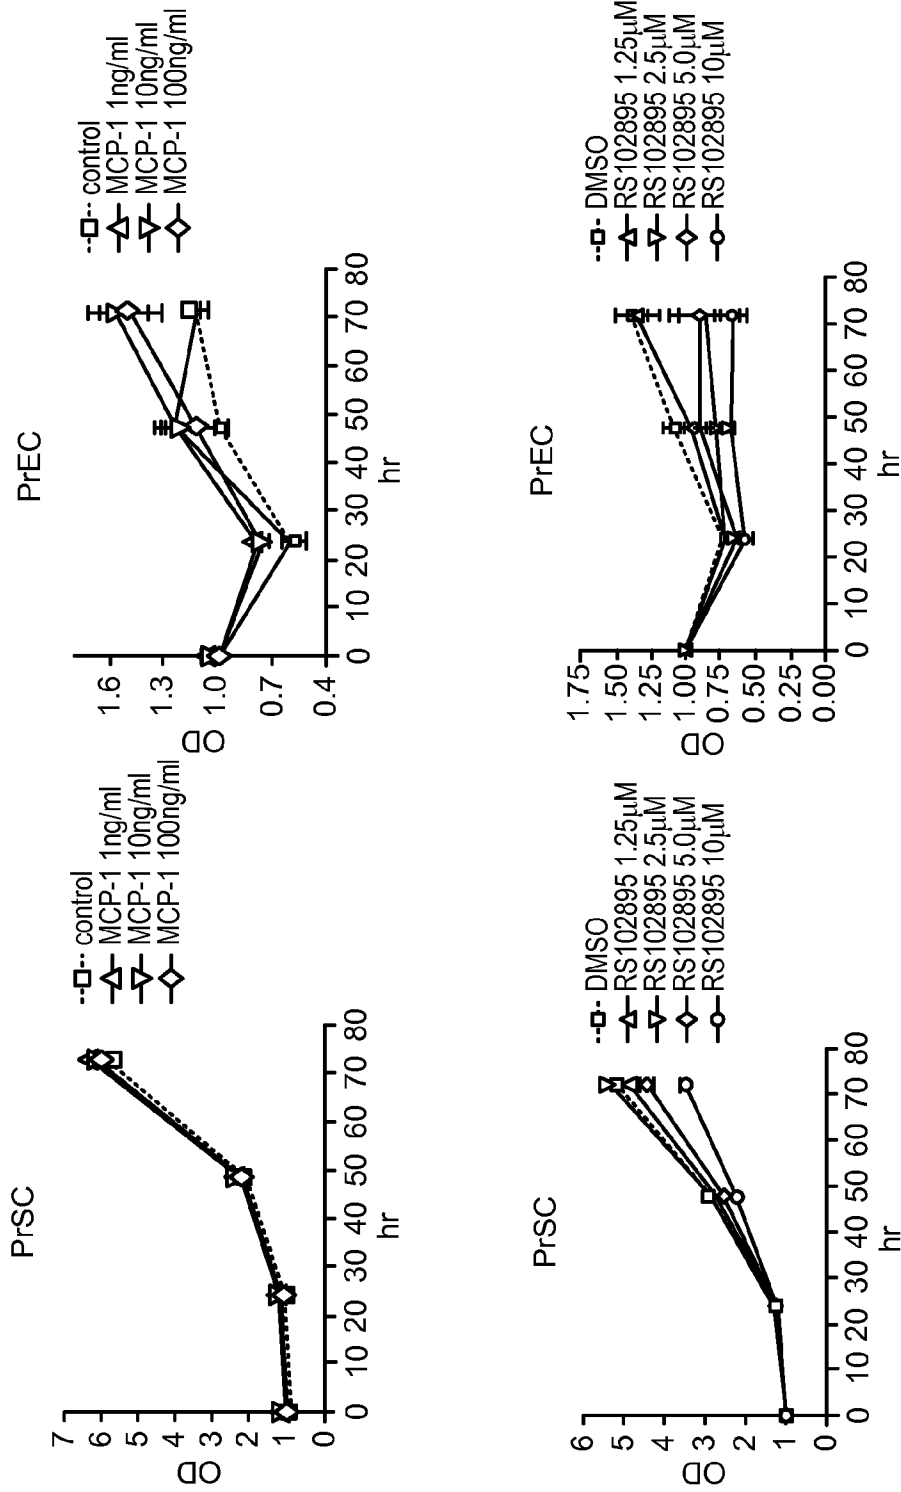 PrSC
OD
7
6
5
4
3
2
1
0
0 10 20 30 40 50 60 70 80
hr
control
MCP-1 1ng/ml
MCP-1 10ng/ml
MCP-1 100ng/ml
PrEC
OD
1.6
1.3
1.0
0.7
0.4
0 10 20 30 40 50 60 70 80
hr
control
MCP-1 1ng/ml
MCP-1 10ng/ml
MCP-1 100ng/ml
PrSC
OD
6
5
4
3
2
1
0
0 10 20 30 40 50 60 70 80
hr
DMSO
RS102895 1.25µM
RS102895 2.5µM
RS102895 5.0µM
RS102895 10µM
PrEC
OD
1.75
1.50
1.25
1.00
0.75
0.50
0.25
0.00
0 10 20 30 40 50 60 70 80
hr
DMSO
RS102895 1.25µM
RS102895 2.5µM
RS102895 5.0µM
RS102895 10µM